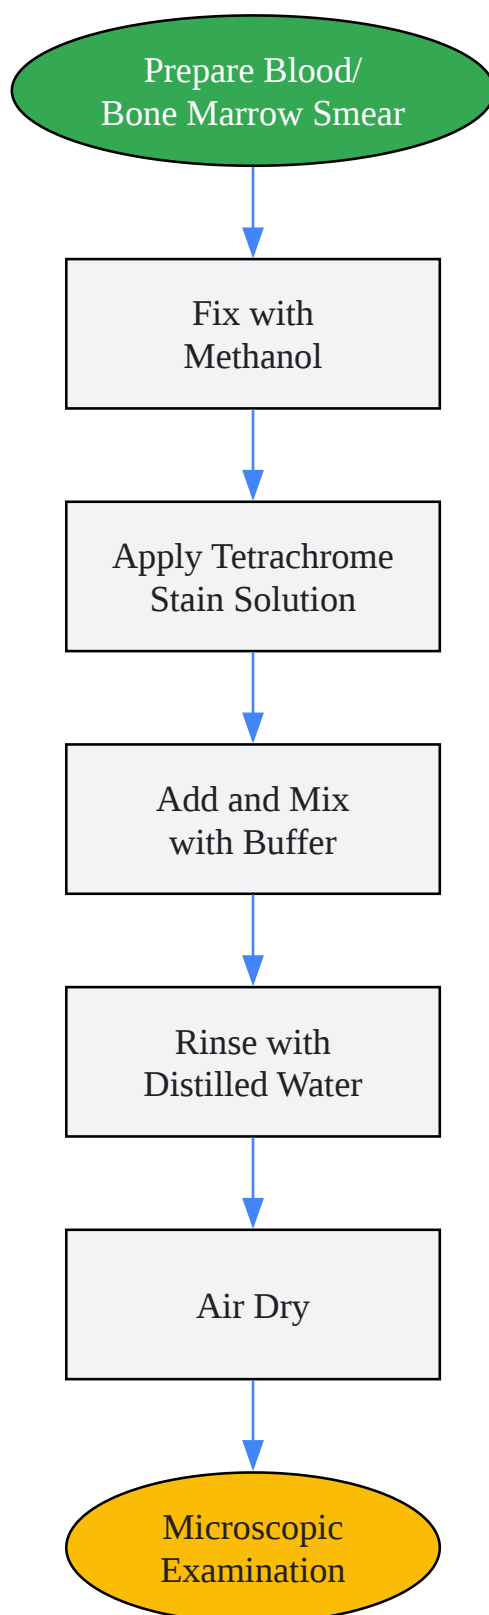 Prepare Blood/
Bone Marrow Smear
Fix with
Methanol
Apply Tetrachrome
Stain Solution
Add and Mix
with Buffer
Rinse with
Distilled Water
Air Dry
Microscopic
Examination